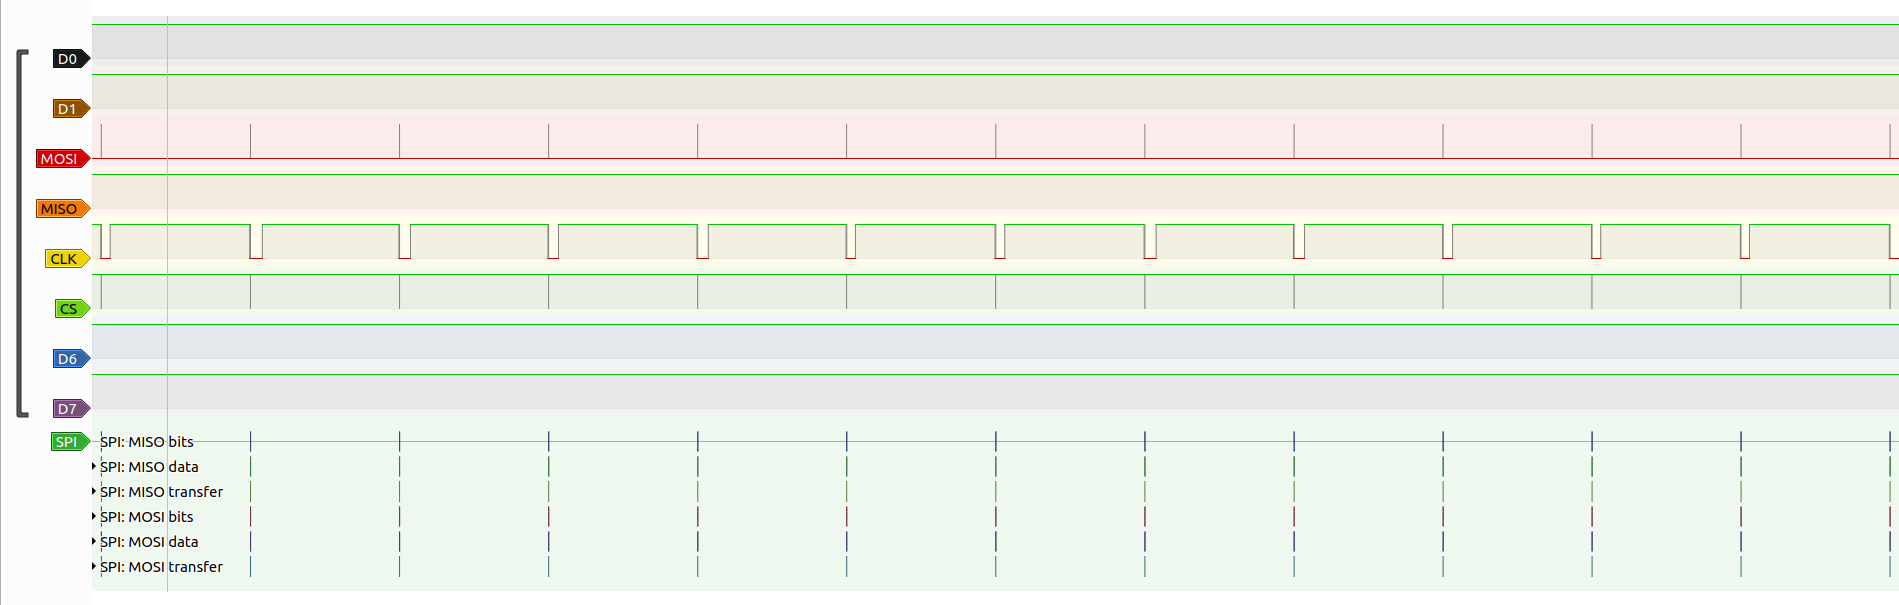 D0
D1
MOSI
MISO
CLK
CS
D6
D7
SPI SPI: MISO bits
SPI: MISO data
SPI: MISO transfer
SPI: MOSI bits
SPI: MOSI data
SPI: MOSI transfer